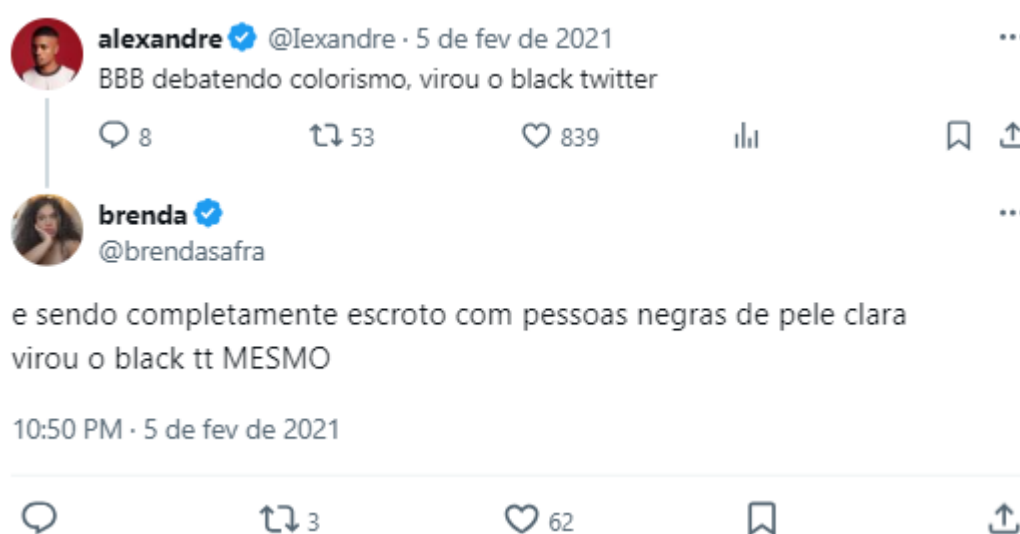 alexandre @lexandre · 5 de fev de 2021
BBB debatendo colorismo, virou o black twitter
8 53 839
brenda
@brendasafra
e sendo completamente escroto com pessoas negras de pele clara
virou o black tt MESMO
10:50 PM · 5 de fev de 2021
3 62